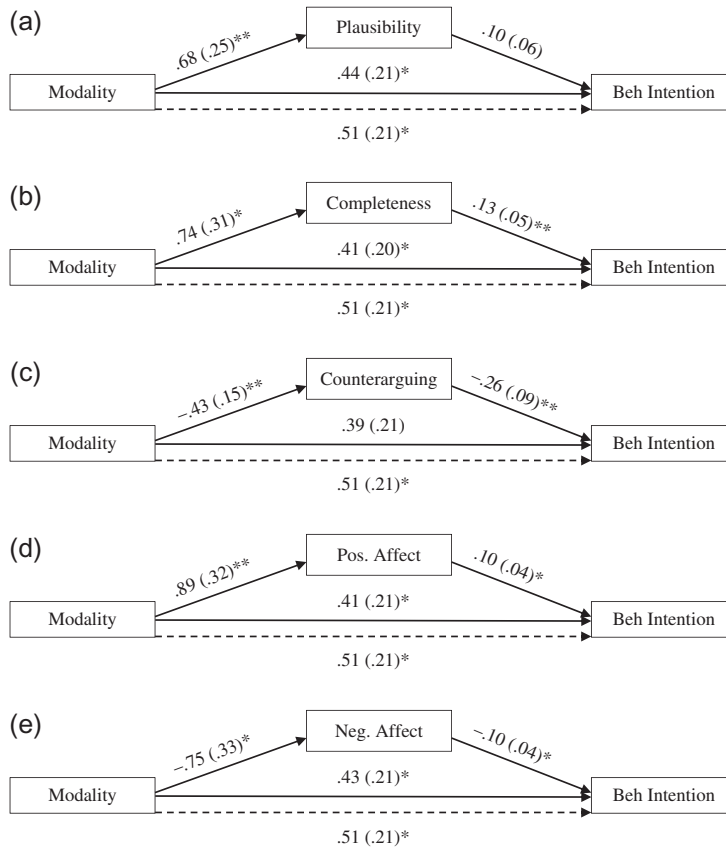 (a)
Plausibility
.68 (.25)**
.10 (.06)
.44 (.21)*
Modality
Beh Intention
.51 (.21)*
(b)
Completeness
.74 (.31)*
.13 (.05)**
.41 (.20)*
Modality
Beh Intention
.51 (.21)*
(c)
Counterarguing
−.43 (.15)**
−.26 (.09)**
.39 (.21)
Modality
Beh Intention
.51 (.21)*
(d)
Pos. Affect
.89 (.32)**
.10 (.04)*
.41 (.21)*
Modality
Beh Intention
.51 (.21)*
(e)
Neg. Affect
−.75 (.33)*
−.10 (.04)*
.43 (.21)*
Modality
Beh Intention
.51 (.21)*